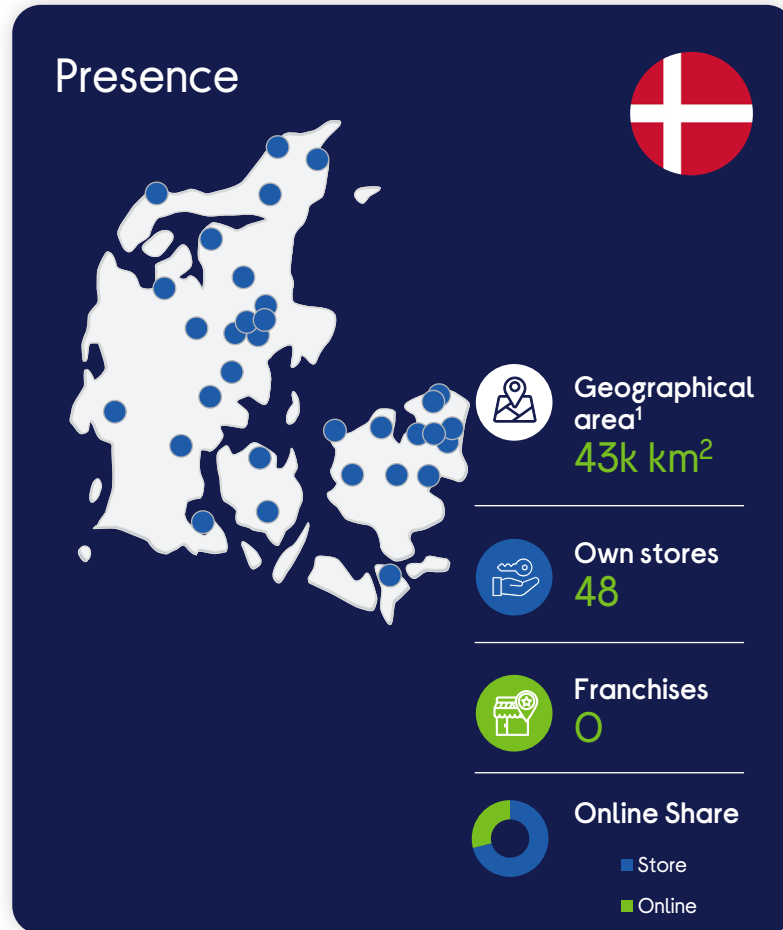 Presence
Geographical
area¹
43k km²
Own stores
48
Franchises
0
Online Share
Store
Online